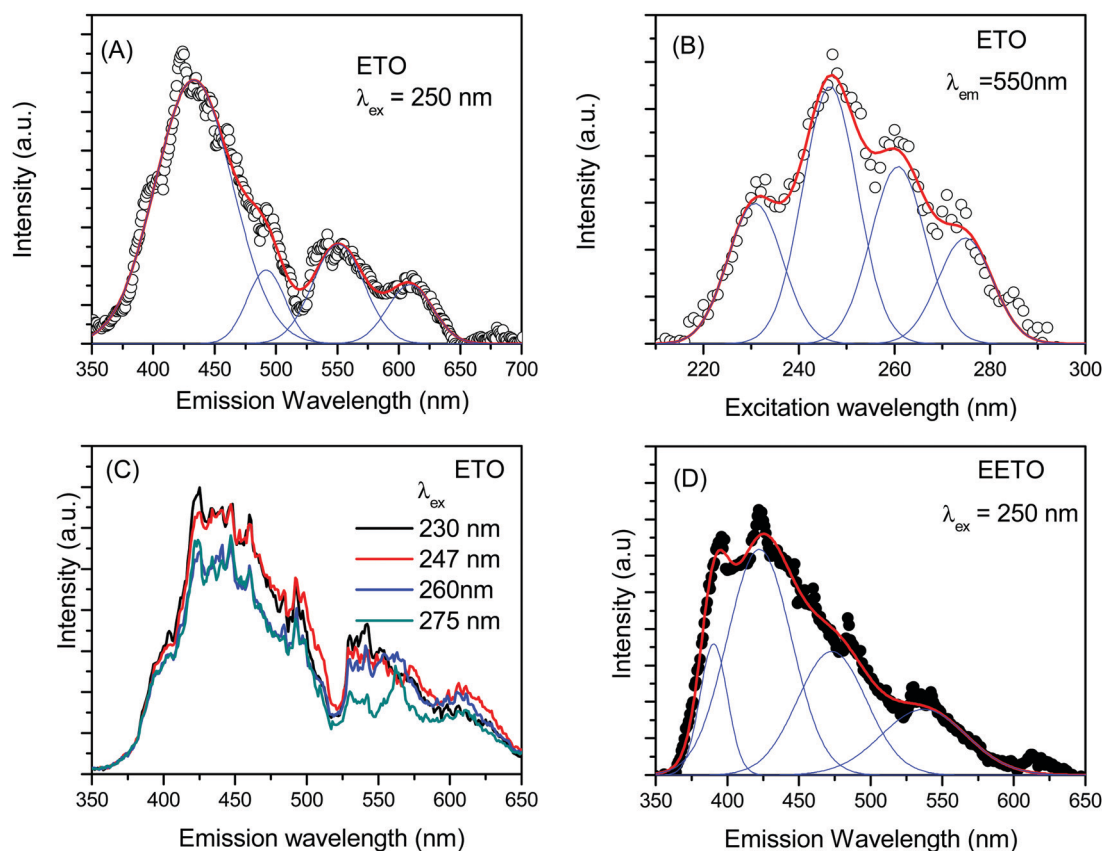 (A)
ETO
λex = 250 nm
Intensity (a.u.)
350 400 450 500 550 600 650 700
Emission Wavelength (nm)
(B)
ETO
λem=550nm
Intensity (a.u.)
220 240 260 280 300
Excitation wavelength (nm)
(C)
ETO
λex
230 nm
247 nm
260nm
275 nm
Intensity (a.u.)
350 400 450 500 550 600 650
Emission wavelength (nm)
(D)
EETO
λex = 250 nm
Intensity (a.u)
350 400 450 500 550 600 650
Emission Wavelength (nm)